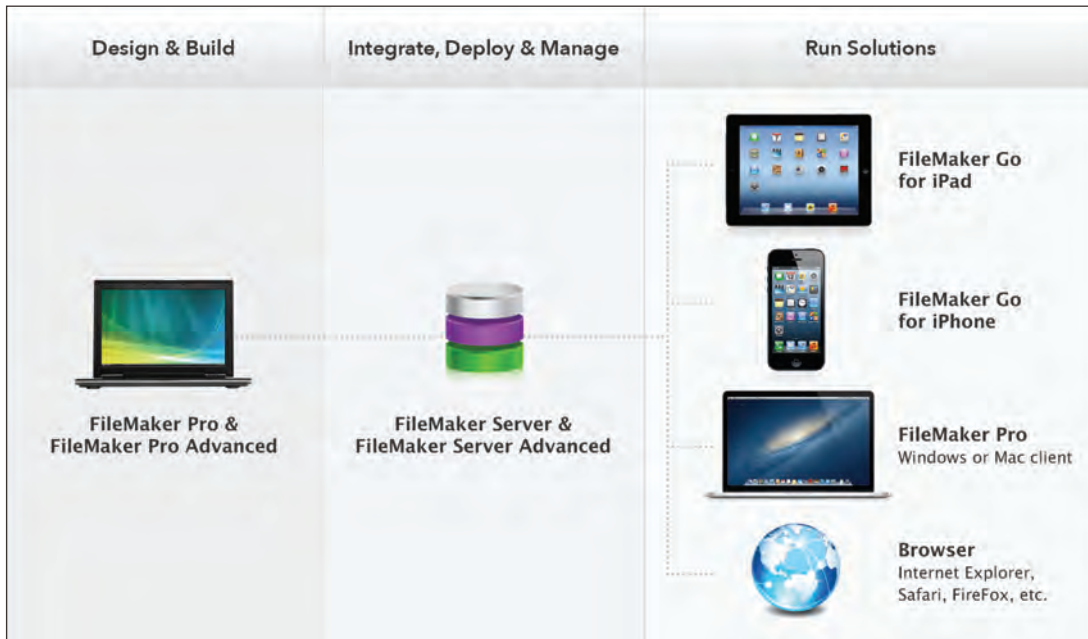 Design & Build
Integrate, Deploy & Manage
Run Solutions
FileMaker Pro &
FileMaker Pro Advanced
FileMaker Server &
FileMaker Server Advanced
FileMaker Go
for iPad
FileMaker Go
for iPhone
FileMaker Pro
Windows or Mac client
Browser
Internet Explorer,
Safari, FireFox, etc.